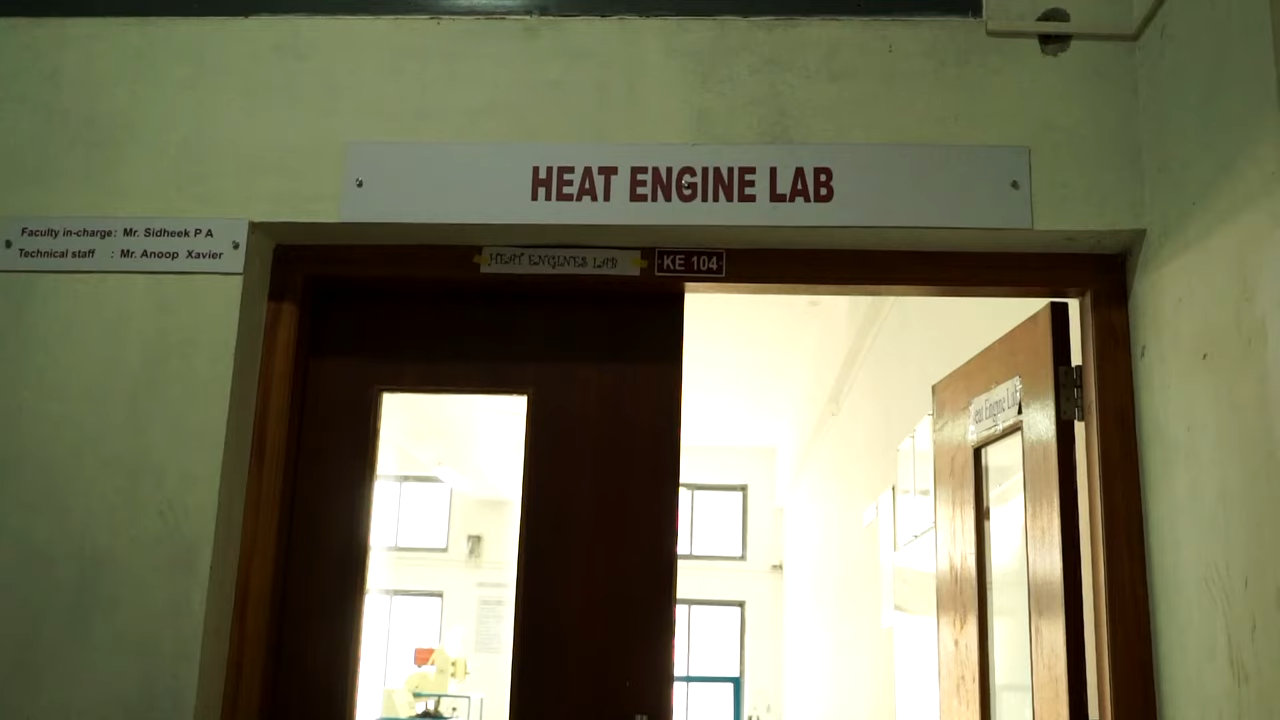 HEAT ENGINE LAB
Faculty in-charge: Mr. Sidheek P A
Technical staff : Mr. Anoop Xavier
HEAT ENGINES LAB
KE 104
Heat Engine Lab